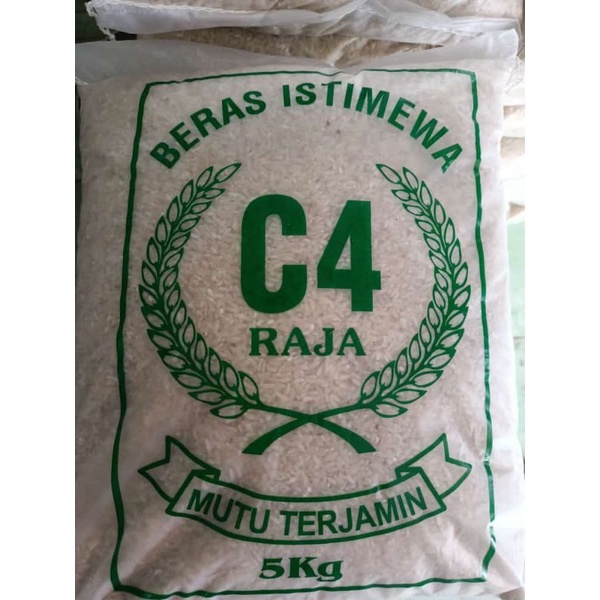 BERAS ISTIMEWA
C4
RAJA
MUTU TERJAMIN
5Kg